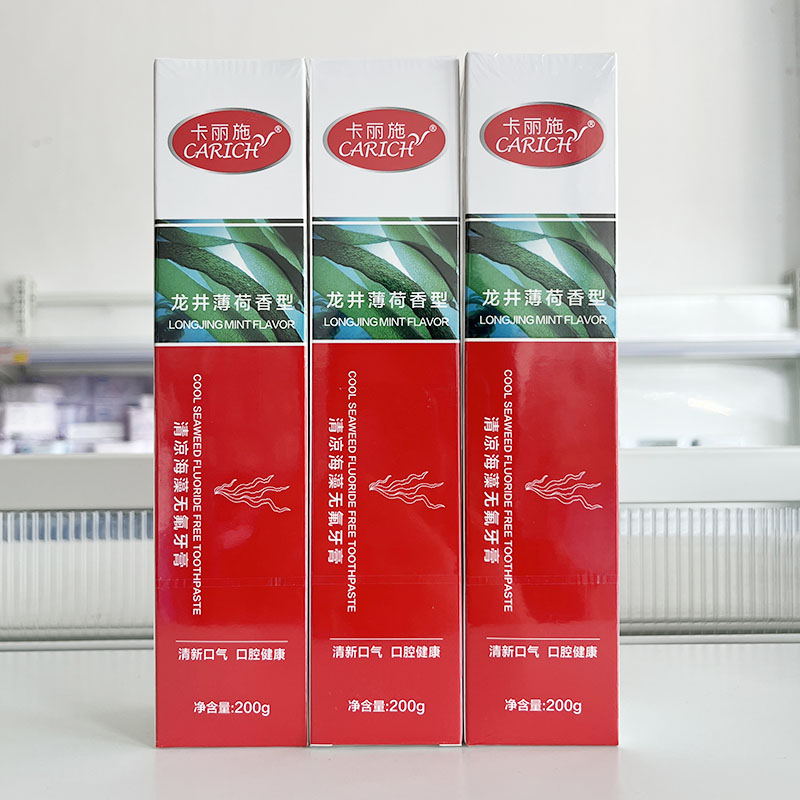 卡丽施®
CARICH
龙井薄荷香型
LONGJING MINT FLAVOR
COOL SEAWEED FLUORIDE FREE TOOTHPASTE
清凉海藻无氟牙膏
清新口气 口腔健康
净含量:200g
卡丽施®
CARICH
龙井薄荷香型
LONGJING MINT FLAVOR
COOL SEAWEED FLUORIDE FREE TOOTHPASTE
清凉海藻无氟牙膏
清新口气 口腔健康
净含量:200g
卡丽施®
CARICH
龙井薄荷香型
LONGJING MINT FLAVOR
COOL SEAWEED FLUORIDE FREE TOOTHPASTE
清凉海藻无氟牙膏
清新口气 口腔健康
净含量:200g